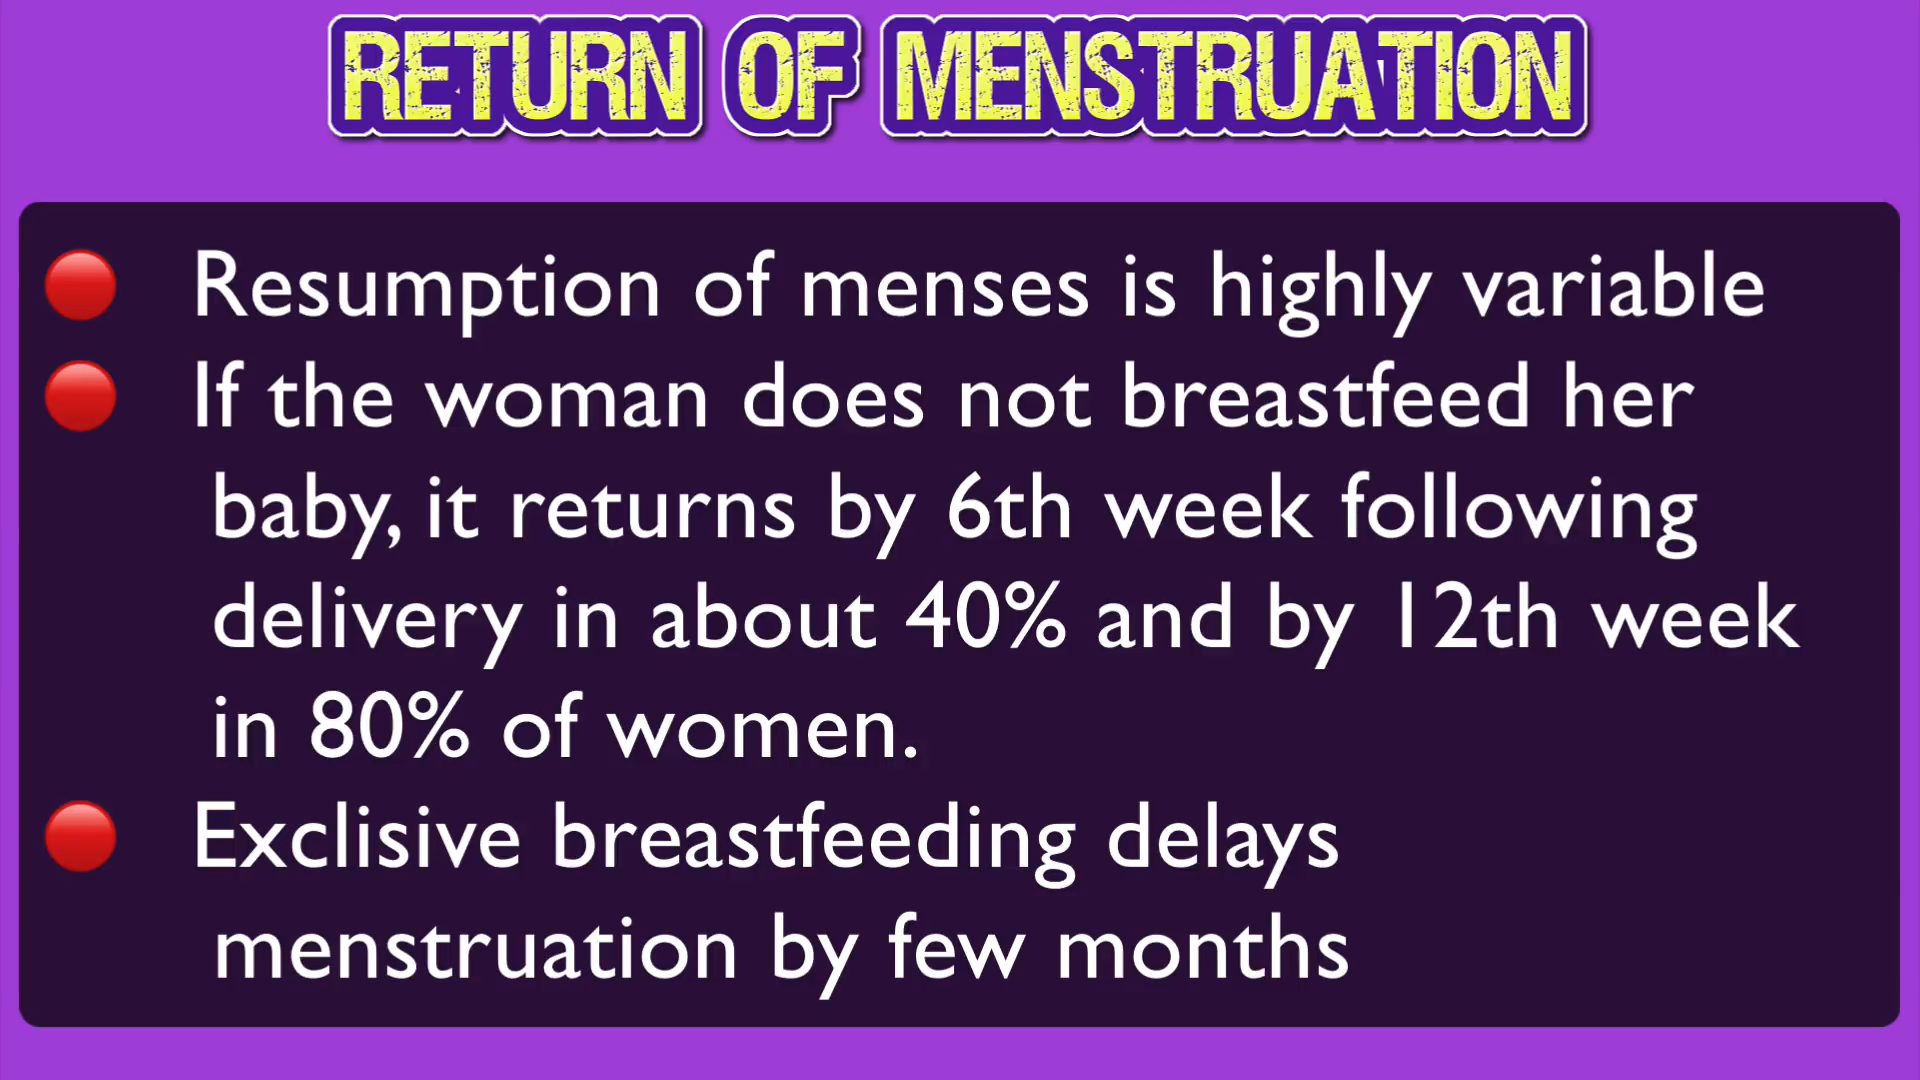 RETURN OF MENSTRUATION
Resumption of menses is highly variable
If the woman does not breastfeed her
baby, it returns by 6th week following
delivery in about 40% and by 12th week
in 80% of women.
Exclisive breastfeeding delays
menstruation by few months